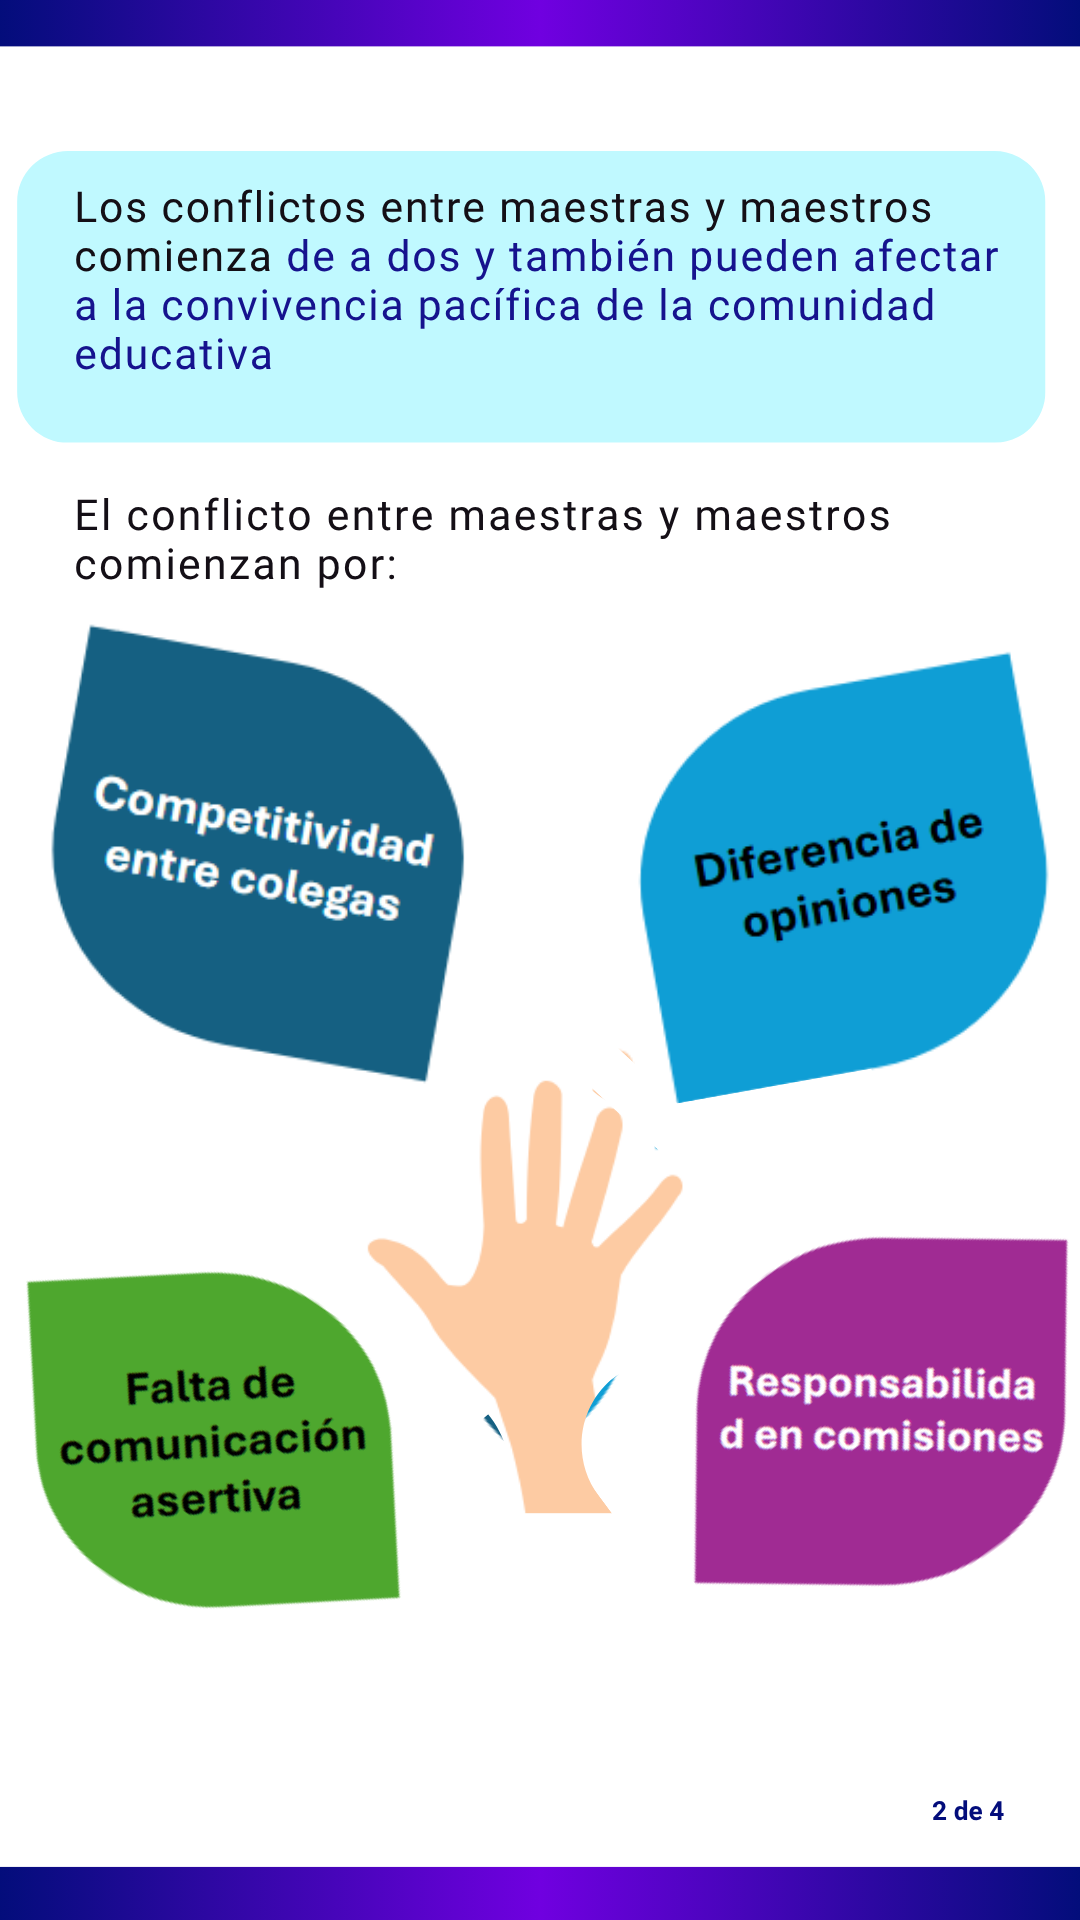 Los conflictos entre maestras y maestros
comienza de a dos y también pueden afectar
a la convivencia pacífica de la comunidad
educativa
El conflicto entre maestras y maestros
comienzan por:
Competitividad
entre colegas
Diferencia de
opiniones
Falta de
comunicación
asertiva
Responsabilida
d en comisiones
2 de 4